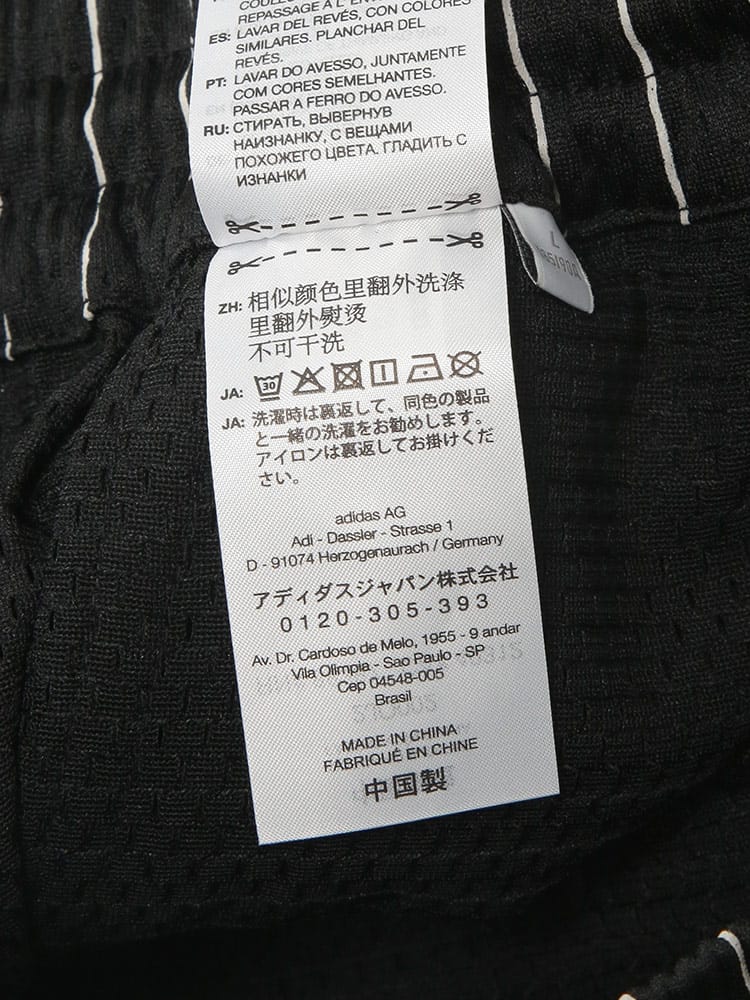 REPASSAGE À L'EN
ES: LAVAR DEL REVÉS, CON COLORES
SIMILARES. PLANCHAR DEL
REVÉS.
PT: LAVAR DO AVESSO, JUNTAMENTE
COM CORES SEMELHANTES.
PASSAR A FERRO DO AVESSO.
RU: СТИРАТЬ, ВЫВЕРНУВ
НАИЗНАНКУ, С ВЕЩАМИ
ПОХОЖЕГО ЦВЕТА. ГЛАДИТЬ С
ИЗНАНКИ
L
ZH: 相似颜色里翻外洗涤
里翻外熨烫
不可干洗
JA: 30
JA: 洗濯時は裏返して、同色の製品
と一緒の洗濯をお勧めします。
アイロンは裏返してお掛けくだ
さい。
adidas AG
Adi - Dassler - Strasse 1
D - 91074 Herzogenaurach / Germany
アディダスジャパン株式会社
0120-305-393
Av. Dr. Cardoso de Melo, 1955 - 9 andar
Vila Olimpia - Sao Paulo - SP
Cep 04548-005
Brasil
MADE IN CHINA
FABRIQUÉ EN CHINE
中国製